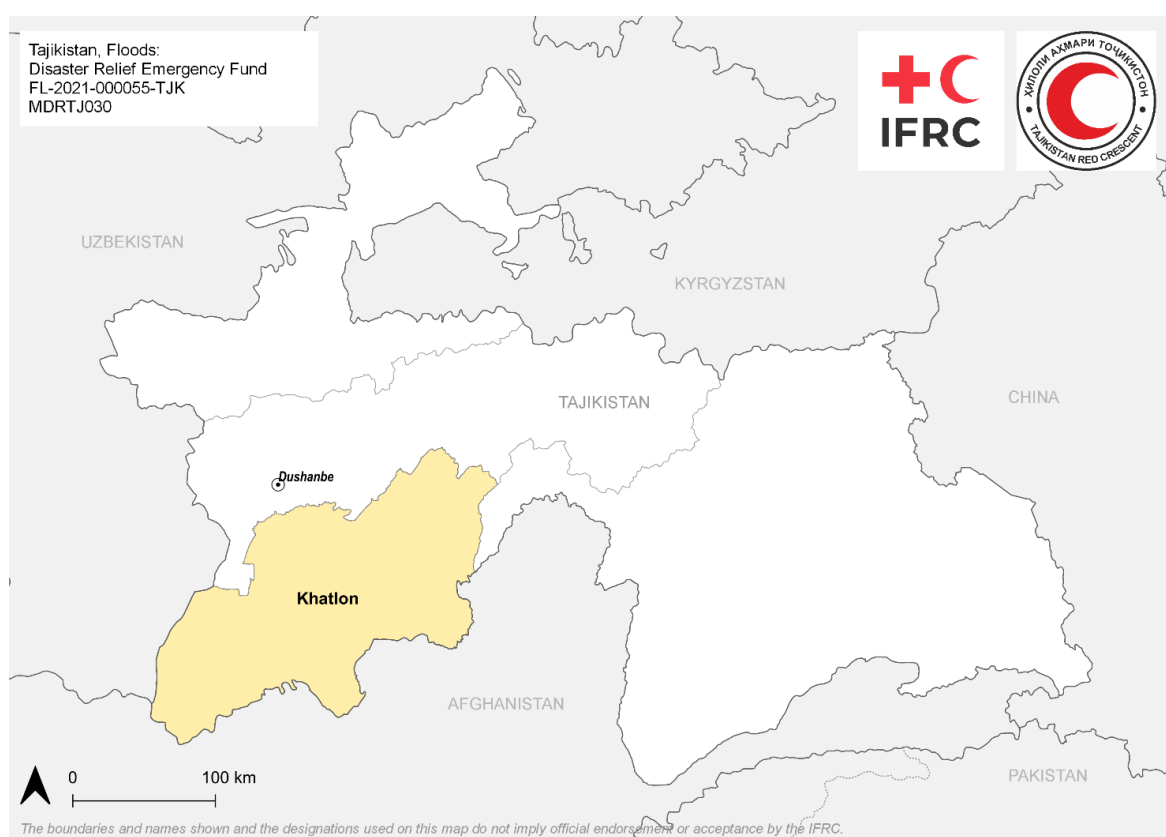 Tajikistan, Floods:
Disaster Relief Emergency Fund
FL-2021-000055-TJK
MDRTJ030
IFRC
ҲИЛОЛИ АҲМАРИ ТОҶИКИСТОН
TAJIKISTAN RED CRESCENT
UZBEKISTAN
KYRGYZSTAN
TAJIKISTAN
CHINA
Dushanbe
Khatlon
AFGHANISTAN
PAKISTAN
0 100 km
The boundaries and names shown and the designations used on this map do not imply official endorsement or acceptance by the IFRC.